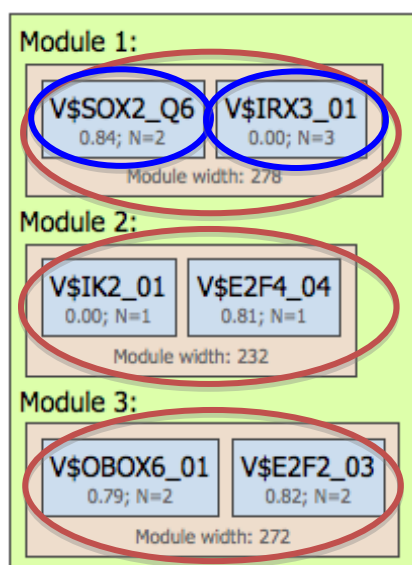 Module 1:
V$SOX2_Q6 V$IRX3_01
0.84; N=2 0.00; N=3
Module width: 278
Module 2:
V$IK2_01 V$E2F4_04
0.00; N=1 0.81; N=1
Module width: 232
Module 3:
V$OBOX6_01 V$E2F2_03
0.79; N=2 0.82; N=2
Module width: 272